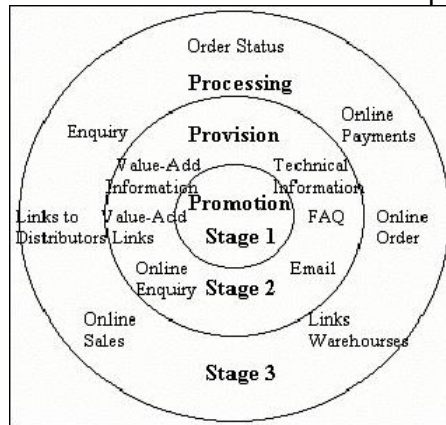 Order Status
Processing
Online
Payments
Enquiry
Provision
Value-Add
Information
Technical
Information
Promotion
Links to
Distributors
Value-Add
Links
FAQ
Online
Order
Stage 1
Online
Enquiry
Email
Stage 2
Online
Sales
Links
Warehourses
Stage 3